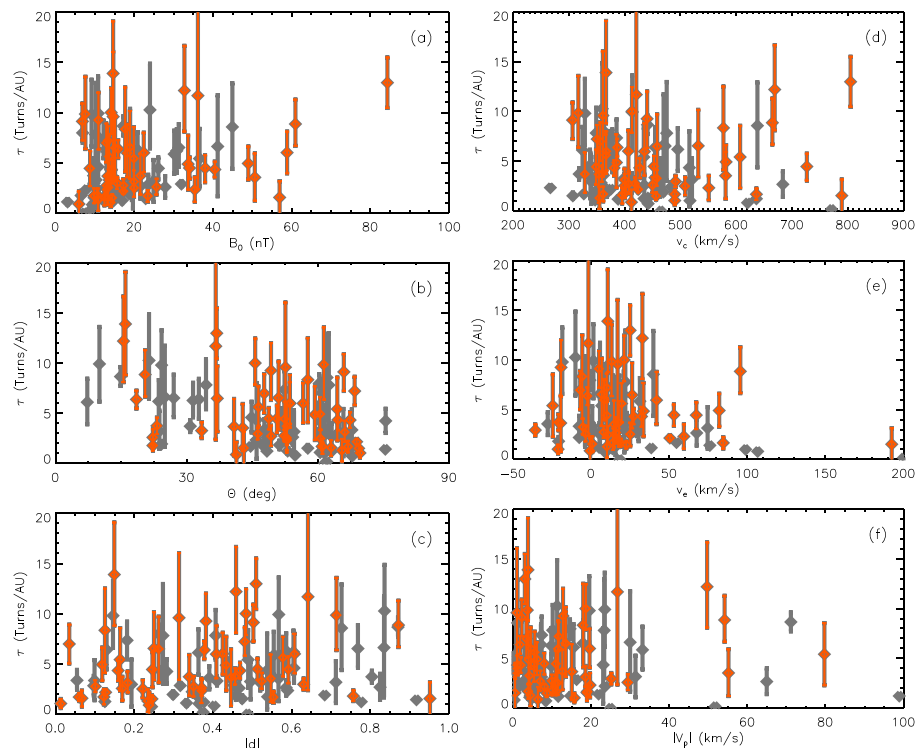 20 15 10 5 0
τ (Turns/AU)
(a)
0 20 40 60 80 100
B₀ (nT)
20 15 10 5 0
τ (Turns/AU)
(d)
200 300 400 500 600 700 800 900
v_c (km/s)
20 15 10 5 0
τ (Turns/AU)
(b)
0 30 60 90
Θ (deg)
20 15 10 5 0
τ (Turns/AU)
(e)
−50 0 50 100 150 200
v_e (km/s)
20 15 10 5 0
τ (Turns/AU)
(c)
0.0 0.2 0.4 0.6 0.8 1.0
|d|
20 15 10 5 0
τ (Turns/AU)
(f)
0 20 40 60 80 100
|V_p| (km/s)